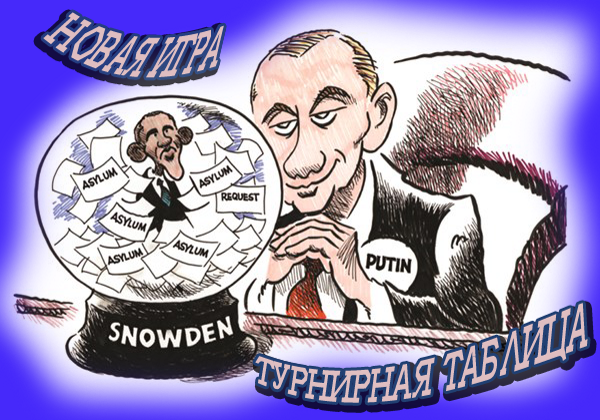 НОВАЯ ИГРА
ASYLUM
ASYLUM
REQUEST
ASYLUM
ASYLUM
ASYLUM
PUTIN
SNOWDEN
ТУРНИРНАЯ ТАБЛИЦА